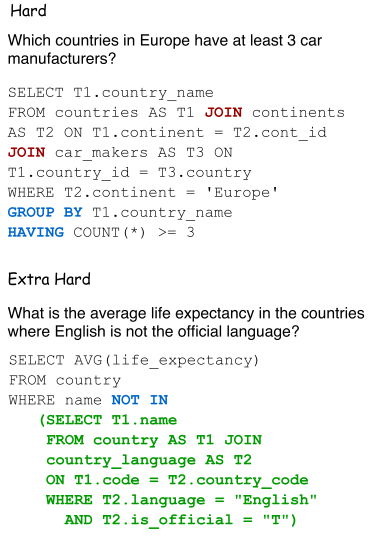 Hard
Which countries in Europe have at least 3 car
manufacturers?
SELECT T1.country_name
FROM countries AS T1 JOIN continents
AS T2 ON T1.continent = T2.cont_id
JOIN car_makers AS T3 ON
T1.country_id = T3.country
WHERE T2.continent = 'Europe'
GROUP BY T1.country_name
HAVING COUNT(*) >= 3
Extra Hard
What is the average life expectancy in the countries
where English is not the official language?
SELECT AVG(life_expectancy)
FROM country
WHERE name NOT IN
(SELECT T1.name
FROM country AS T1 JOIN
country_language AS T2
ON T1.code = T2.country_code
WHERE T2.language = "English"
AND T2.is_official = "T")